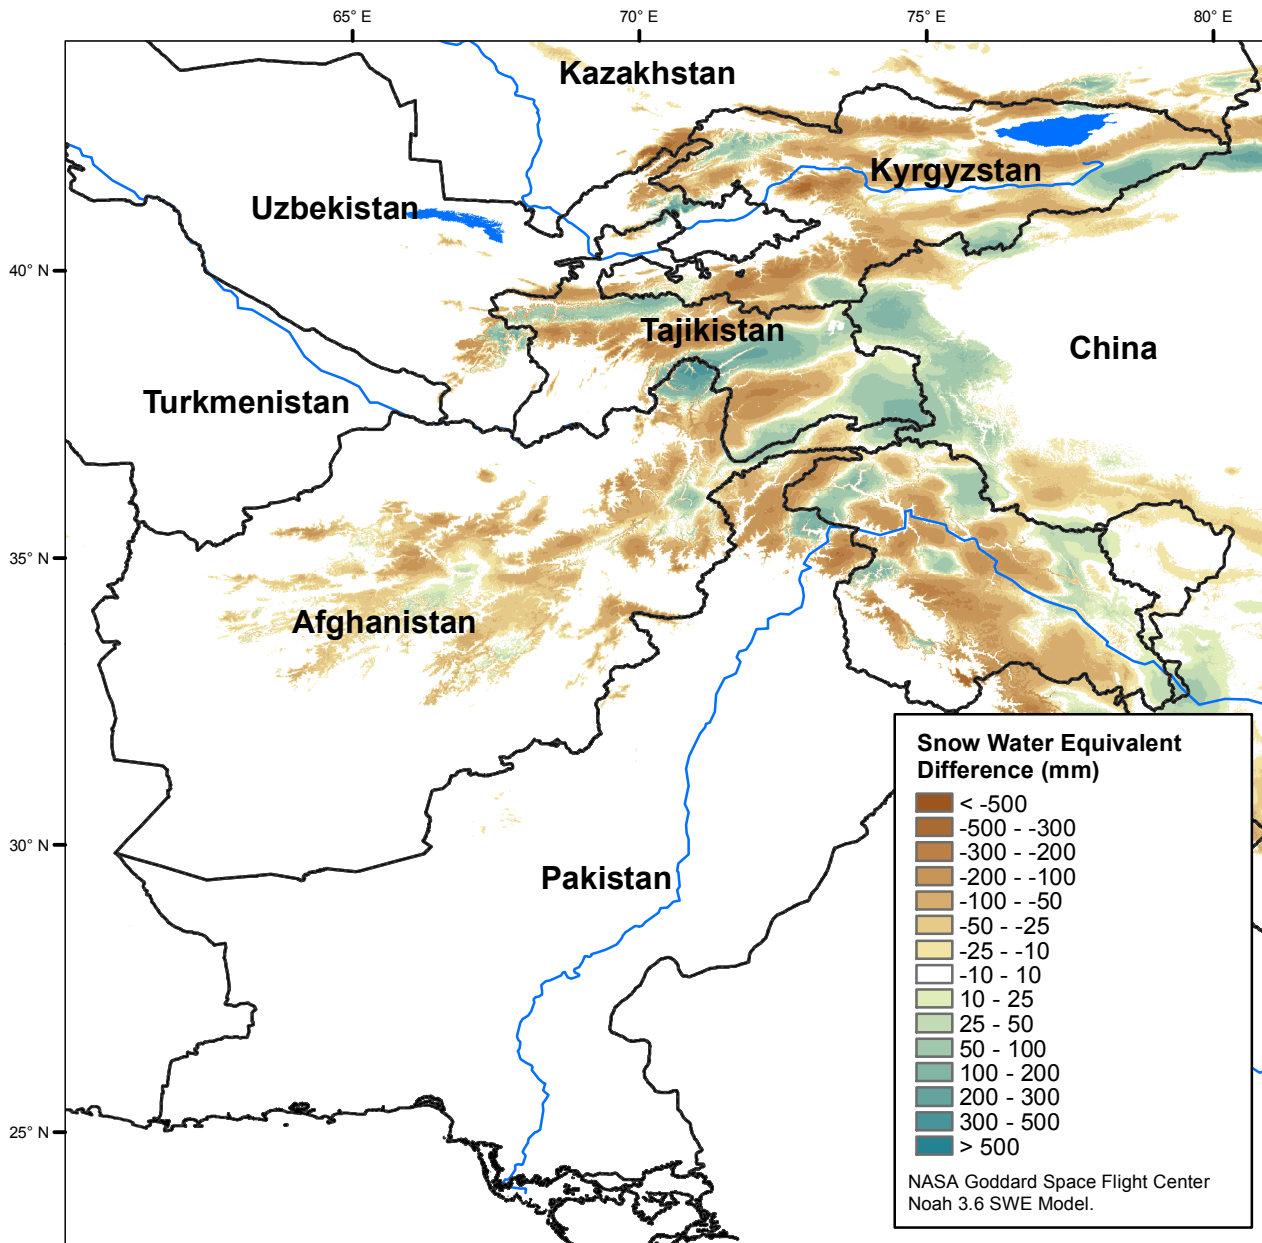 65° E
70° E
75° E
80° E
Kazakhstan
Kyrgyzstan
Uzbekistan
40° N
Tajikistan
China
Turkmenistan
35° N
Afghanistan
Snow Water Equivalent
Difference (mm)
< -500
-500 - -300
-300 - -200
-200 - -100
-100 - -50
-50 - -25
-25 - -10
-10 - 10
10 - 25
25 - 50
50 - 100
100 - 200
200 - 300
300 - 500
> 500
30° N
Pakistan
25° N
NASA Goddard Space Flight Center
Noah 3.6 SWE Model.